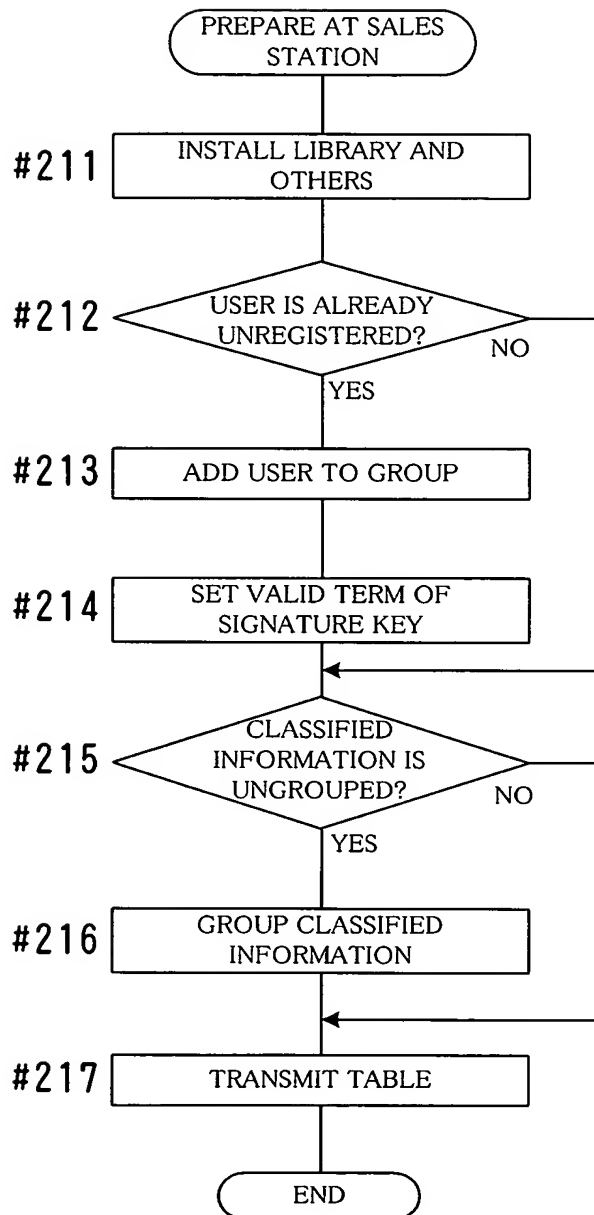 PREPARE AT SALES
STATION
#211
INSTALL LIBRARY AND
OTHERS
#212
USER IS ALREADY
UNREGISTERED?
NO
YES
#213
ADD USER TO GROUP
#214
SET VALID TERM OF
SIGNATURE KEY
#215
CLASSIFIED
INFORMATION IS
UNGROUPED?
NO
YES
#216
GROUP CLASSIFIED
INFORMATION
#217
TRANSMIT TABLE
END